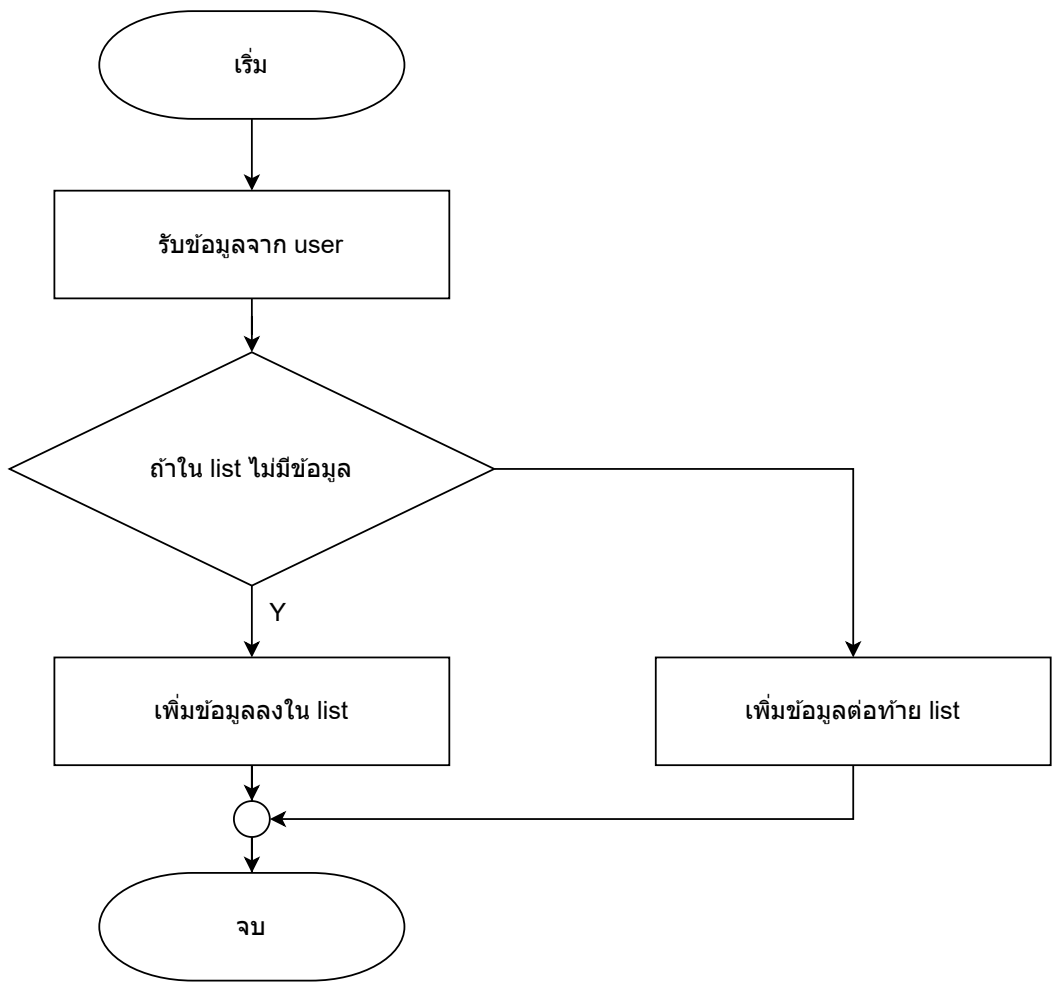 เริ่ม
รับข้อมูลจาก user
ถ้าใน list ไม่มีข้อมูล
Y
เพิ่มข้อมูลลงใน list
เพิ่มข้อมูลต่อท้าย list
จบ